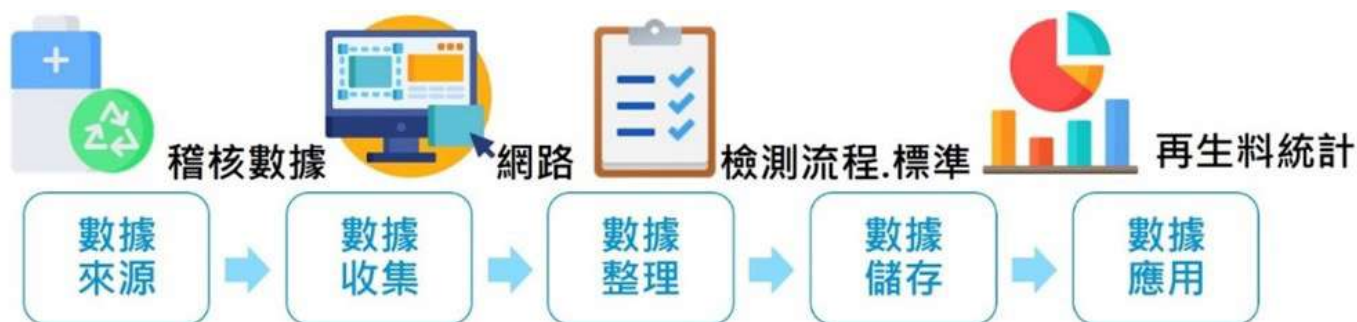 稽核數據
網路
檢測流程.標準
再生料統計
數據
來源
數據
收集
數據
整理
數據
儲存
數據
應用